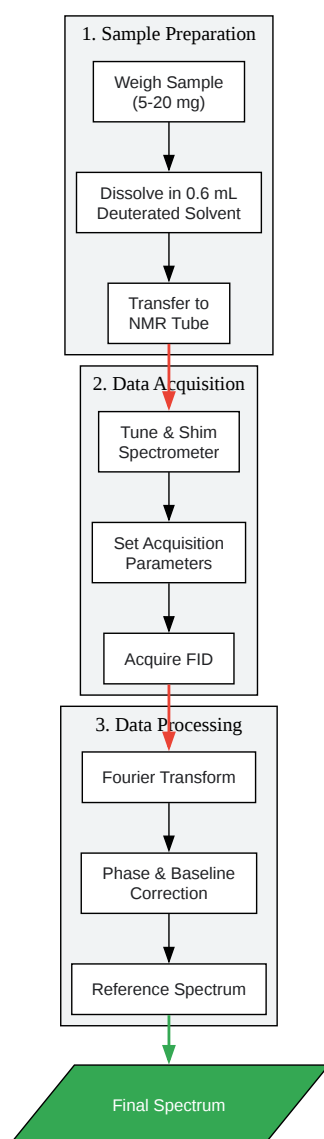 1. Sample Preparation
Weigh Sample
(5-20 mg)
Dissolve in 0.6 mL
Deuterated Solvent
Transfer to
NMR Tube
2. Data Acquisition
Tune & Shim
Spectrometer
Set Acquisition
Parameters
Acquire FID
3. Data Processing
Fourier Transform
Phase & Baseline
Correction
Reference Spectrum
Final Spectrum